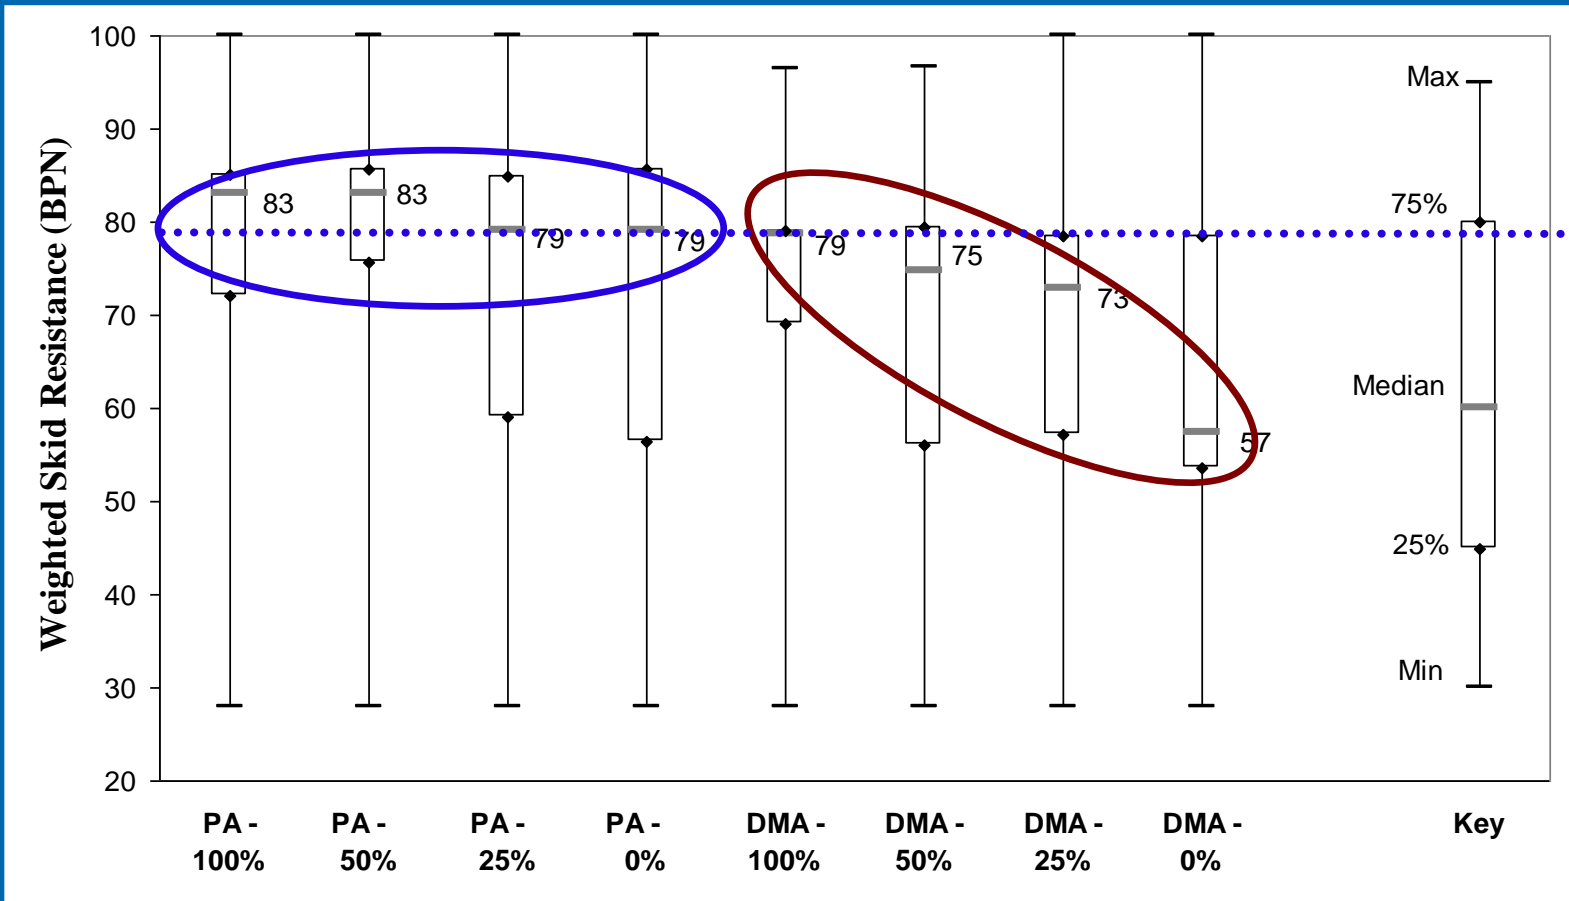 Weighted Skid Resistance (BPN)
100
90
80
70
60
50
40
30
20
83
83
79
79
79
75
73
57
Max
75%
Median
25%
Min
PA - 100%
PA - 50%
PA - 25%
PA - 0%
DMA - 100%
DMA - 50%
DMA - 25%
DMA - 0%
Key